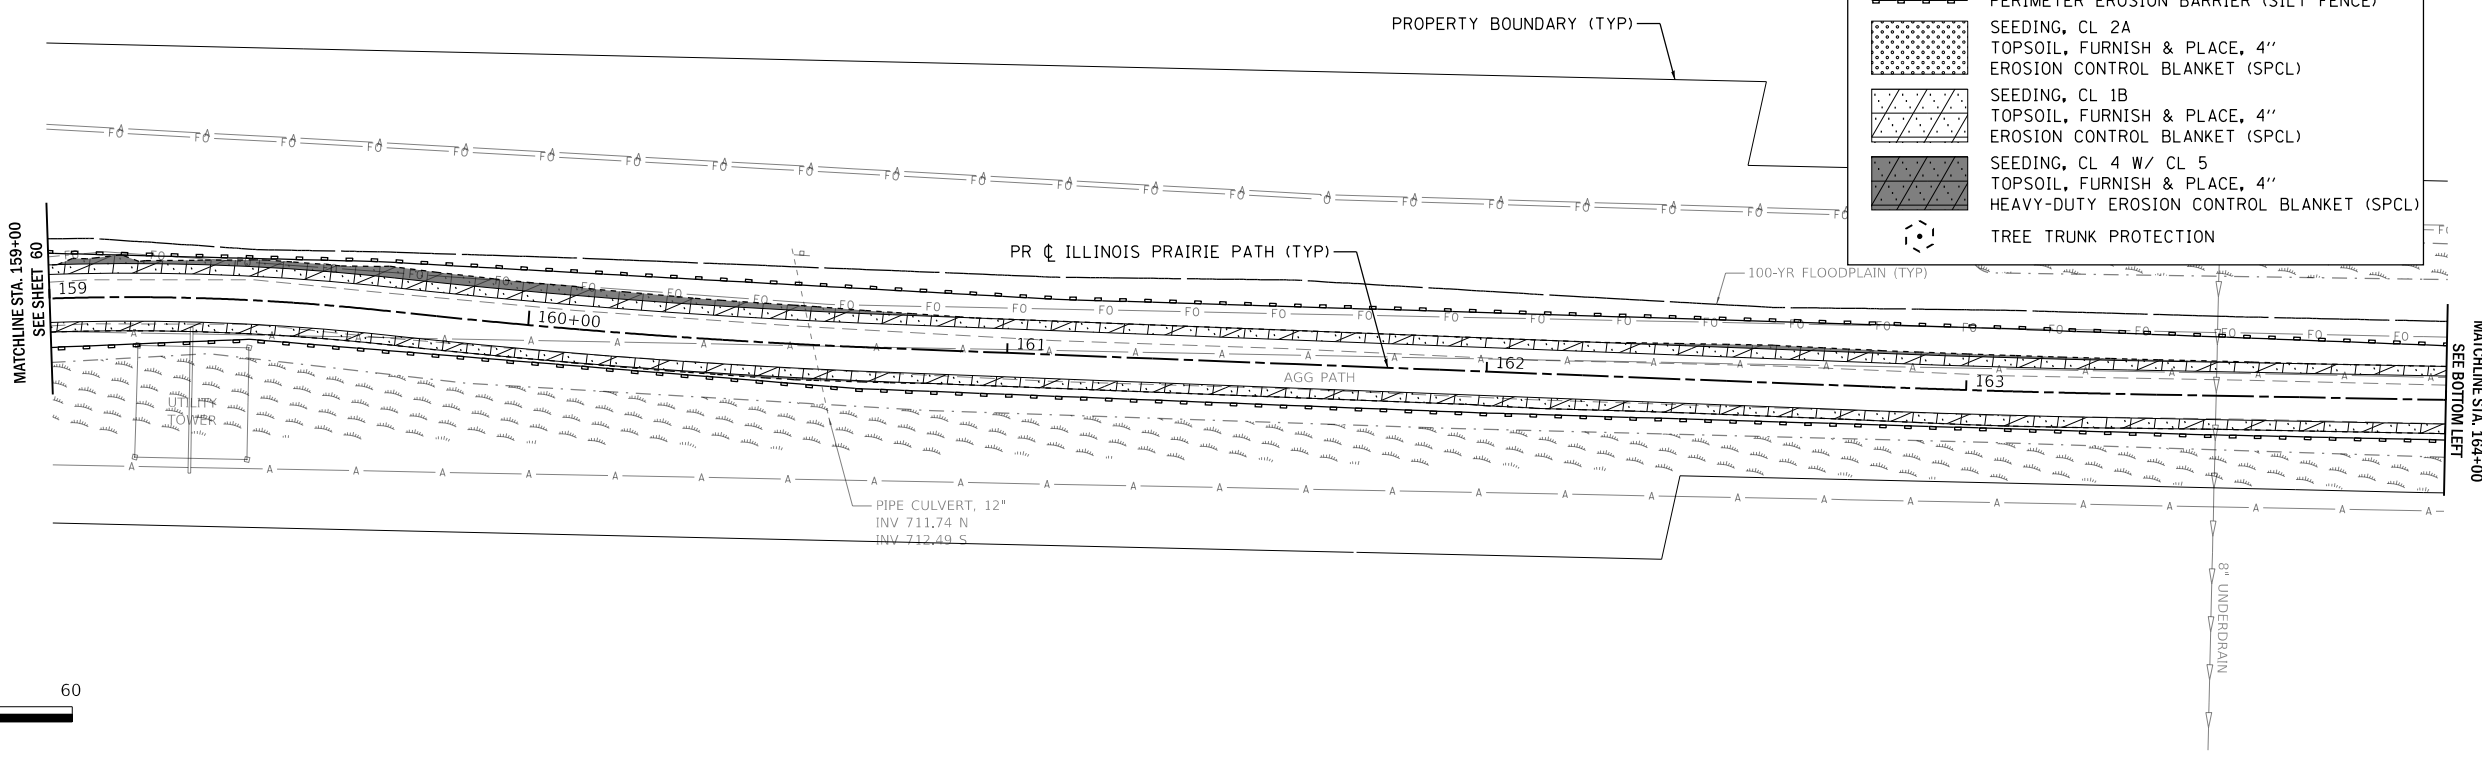 PERIMETER EROSION BARRIER (SILT FENCE)
PROPERTY BOUNDARY (TYP)
SEEDING, CL 2A
TOPSOIL, FURNISH & PLACE, 4"
EROSION CONTROL BLANKET (SPCL)
SEEDING, CL 1B
TOPSOIL, FURNISH & PLACE, 4"
EROSION CONTROL BLANKET (SPCL)
SEEDING, CL 4 W/ CL 5
TOPSOIL, FURNISH & PLACE, 4"
HEAVY-DUTY EROSION CONTROL BLANKET (SPCL)
TREE TRUNK PROTECTION
MATCHLINE STA. 159+00
SEE SHEET 60
PR ℄ ILLINOIS PRAIRIE PATH (TYP)
100-YR FLOODPLAIN (TYP)
159
160+00
161
162
163
AGG PATH
UTILITY
TOWER
PIPE CULVERT, 12"
INV 711.74 N
INV 712.49 S
8" UNDERDRAIN
MATCHLINE STA. 164+00
SEE BOTTOM LEFT
60